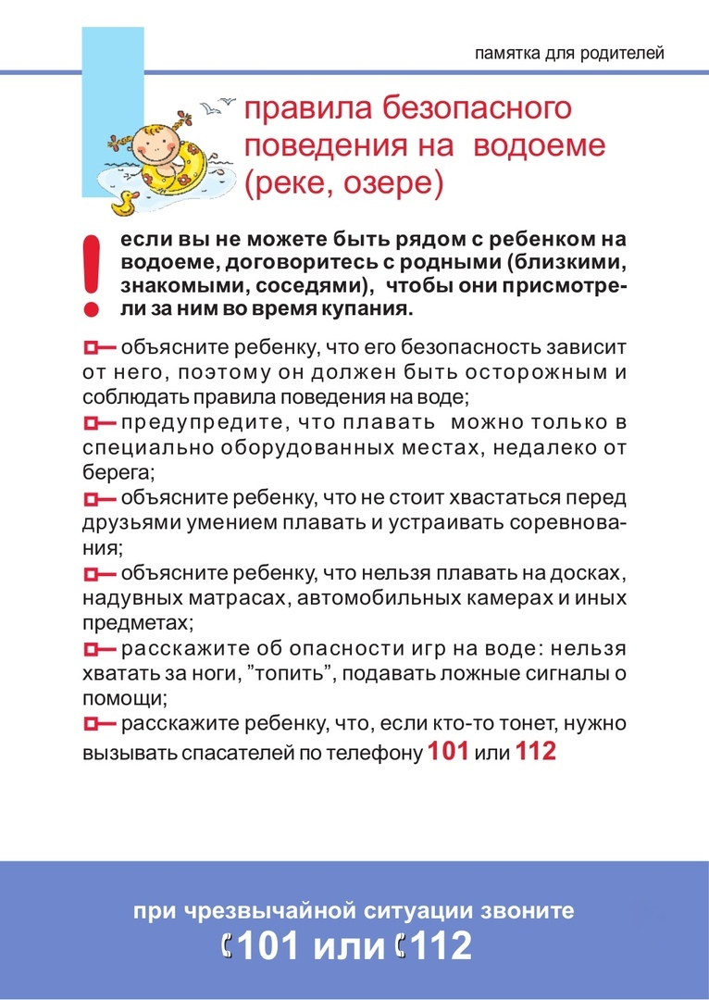 памятка для родителей
правила безопасного
поведения на водоеме
(реке, озере)
если вы не можете быть рядом с ребенком на
водоеме, договоритесь с родными (близкими,
знакомыми, соседями), чтобы они присмотре-
ли за ним во время купания.
объясните ребенку, что его безопасность зависит
от него, поэтому он должен быть осторожным и
соблюдать правила поведения на воде;
предупредите, что плавать можно только в
специально оборудованных местах, недалеко от
берега;
объясните ребенку, что не стоит хвастаться перед
друзьями умением плавать и устраивать соревнова-
ния;
объясните ребенку, что нельзя плавать на досках,
надувных матрасах, автомобильных камерах и иных
предметах;
расскажите об опасности игр на воде: нельзя
хватать за ноги, ”топить”, подавать ложные сигналы о
помощи;
расскажите ребенку, что, если кто-то тонет, нужно
вызывать спасателей по телефону 101 или 112
при чрезвычайной ситуации звоните
101 или 112